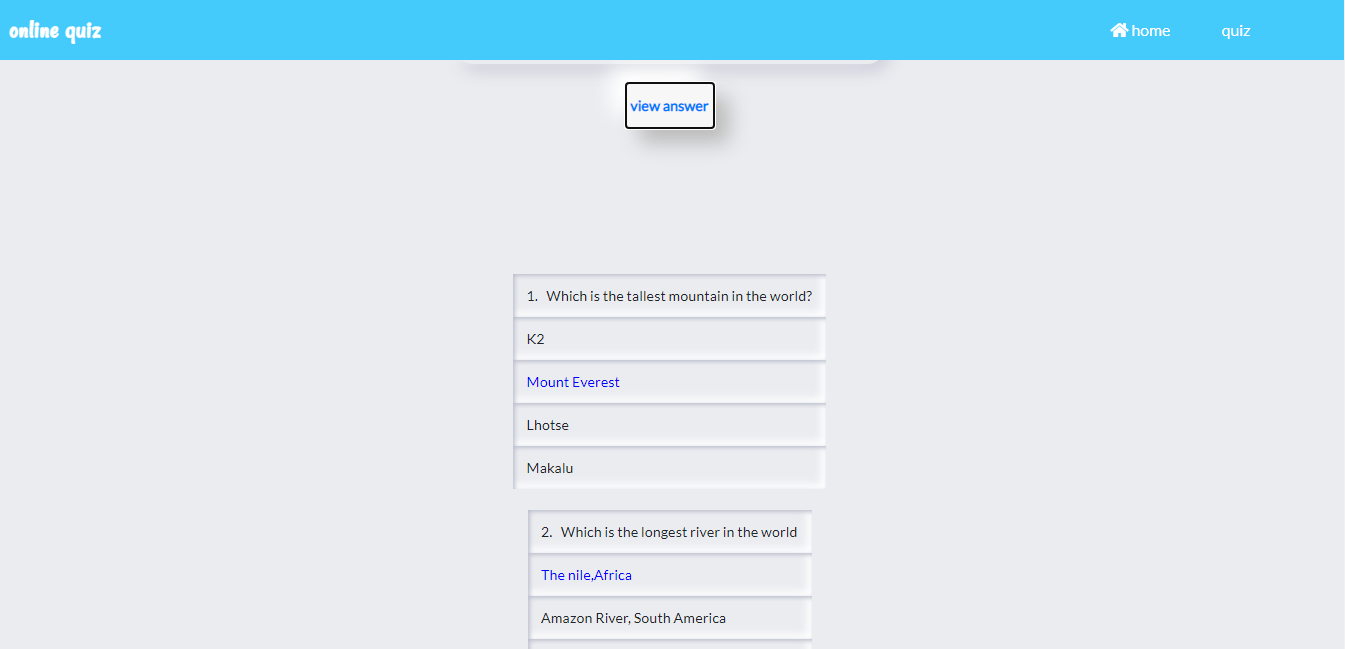 online quiz
home
quiz
view answer
1. Which is the tallest mountain in the world?
K2
Mount Everest
Lhotse
Makalu
2. Which is the longest river in the world
The nile,Africa
Amazon River, South America